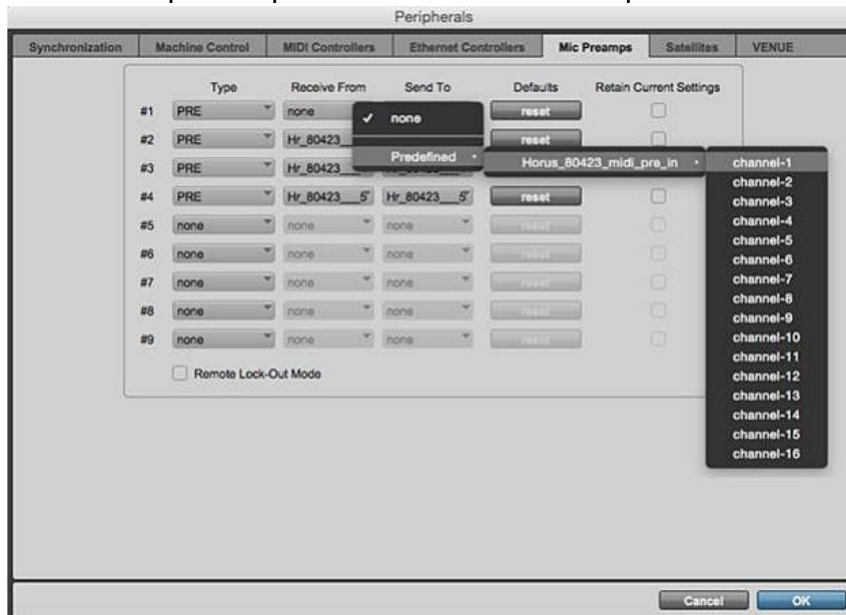 Peripherals
Synchronization Machine Control MIDI Controllers Ethernet Controllers Mic Preamps Satellites VENUE
Type Receive From Send To Defaults Retain Current Settings
#1 PRE none none reset
#2 PRE Hr_80423 reset
#3 PRE Hr_80423 Predefined Horus_80423_midi_pre_in channel-1
channel-2
channel-3
#4 PRE Hr_80423___5 Hr_80423___5 reset
channel-4
#5 none none none reset
channel-5
channel-6
#6 none none none reset
channel-7
#7 none none none reset
channel-8
#8 none none none reset
channel-9
channel-10
#9 none none none reset
channel-11
Remote Lock-Out Mode
channel-12
channel-13
channel-14
channel-15
channel-16
Cancel OK